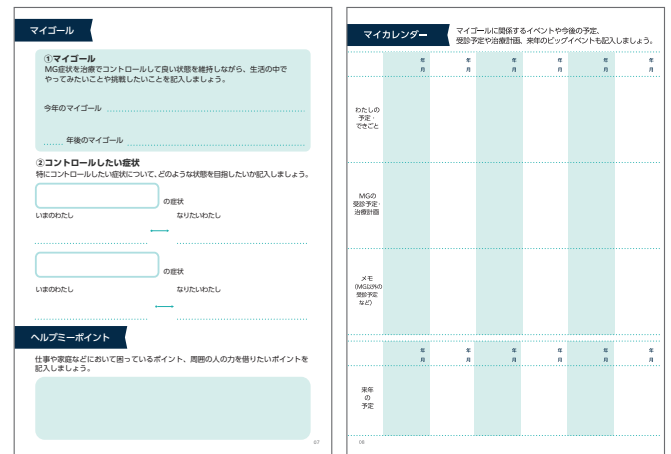 マイゴール
①マイゴール
MG症状を治療でコントロールして良い状態を維持しながら、生活の中で
やってみたいことや挑戦したいことを記入しましょう。
今年のマイゴール
年後のマイゴール
②コントロールしたい症状
特にコントロールしたい症状について、どのような状態を目指したいか記入しましょう。
の症状
いまのわたし　なりたいわたし
の症状
いまのわたし　なりたいわたし
ヘルプミーポイント
仕事や家庭などにおいて困っているポイント、周囲の人の力を借りたいポイントを
記入しましょう。
07
マイカレンダー
マイゴールに関係するイベントや今後の予定、
受診予定や治療計画、来年のビッグイベントも記入しましょう。
年 年 年 年 年 年
月 月 月 月 月 月
わたしの
予定・
できごと
MGの
受診予定・
治療計画
メモ
(MG以外の
受診予定
など)
年 年 年 年 年 年
月 月 月 月 月 月
来年
の
予定
08